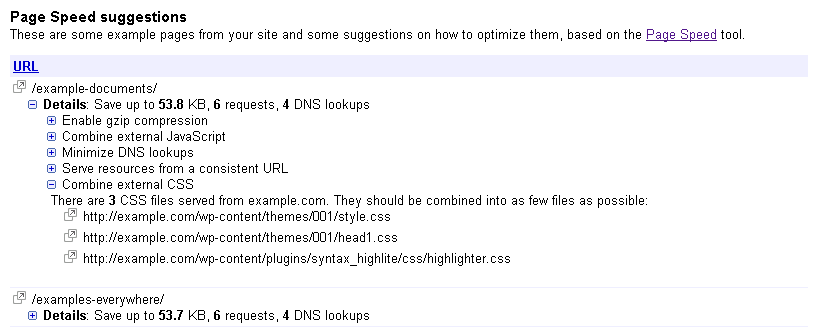 Page Speed suggestions
These are some example pages from your site and some suggestions on how to optimize them, based on the Page Speed tool.
URL
/example-documents/
Details: Save up to 53.8 KB, 6 requests, 4 DNS lookups
Enable gzip compression
Combine external JavaScript
Minimize DNS lookups
Serve resources from a consistent URL
Combine external CSS
There are 3 CSS files served from example.com. They should be combined into as few files as possible:
http://example.com/wp-content/themes/001/style.css
http://example.com/wp-content/themes/001/head1.css
http://example.com/wp-content/plugins/syntax_highlite/css/highlighter.css
/examples-everywhere/
Details: Save up to 53.7 KB, 6 requests, 4 DNS lookups